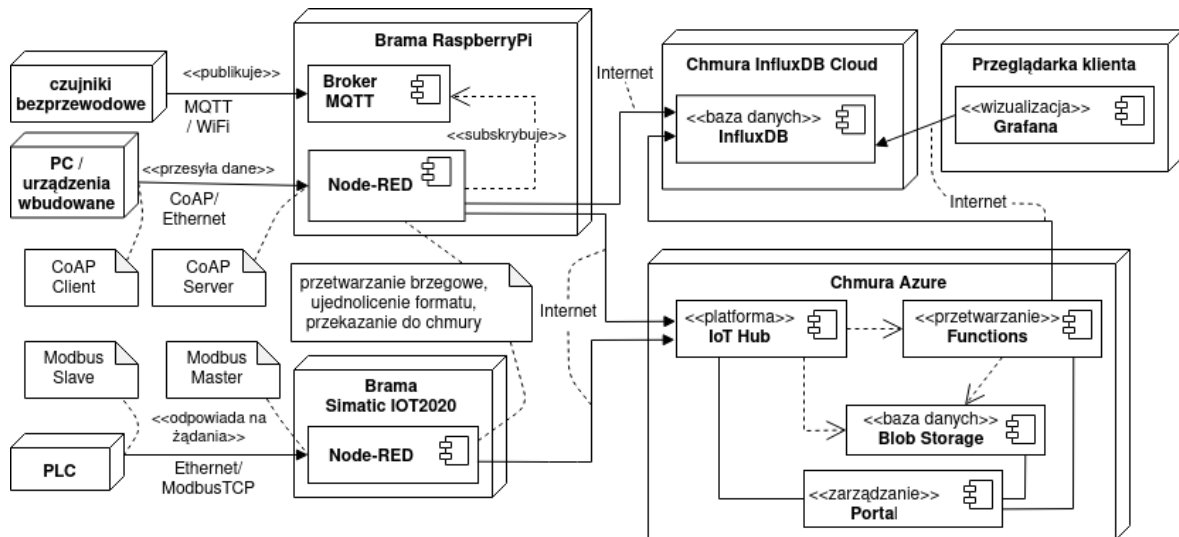 Brama RaspberryPi
czujniki
bezprzewodowe
<<publikuje>>
MQTT
/ WiFi
Broker
MQTT
<<subskrybuje>>
PC /
urządzenia
wbudowane
<<przesyła dane>>
CoAP/
Ethernet
Node-RED
CoAP
Client
CoAP
Server
przetwarzanie brzegowe,
ujednolicenie formatu,
przekazanie do chmury
Internet
Chmura InfluxDB Cloud
<<baza danych>>
InfluxDB
Przeglądarka klienta
<<wizualizacja>>
Grafana
Internet
Internet
Modbus
Slave
Modbus
Master
<<odpowiada na
żądania>>
PLC
Ethernet/
ModbusTCP
Brama
Simatic IOT2020
Node-RED
Chmura Azure
<<platforma>>
IoT Hub
<<przetwarzanie>>
Functions
<<baza danych>>
Blob Storage
<<zarządzanie>
Portal